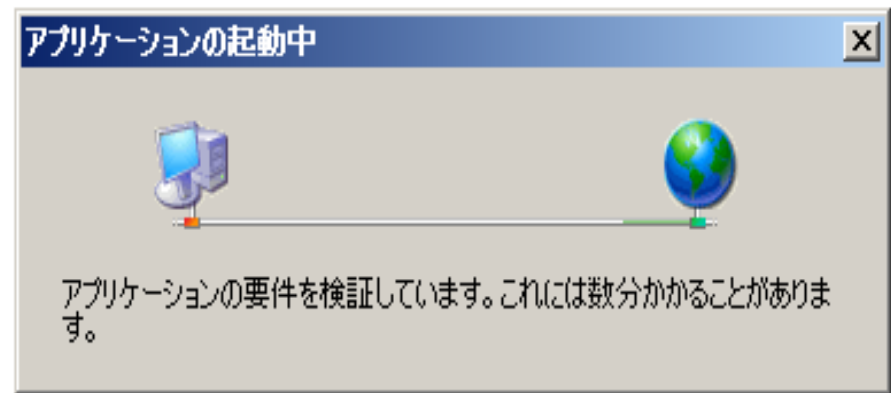 アプリケーションの起動中
アプリケーションの要件を検証しています。これには数分かかることがありま
す。